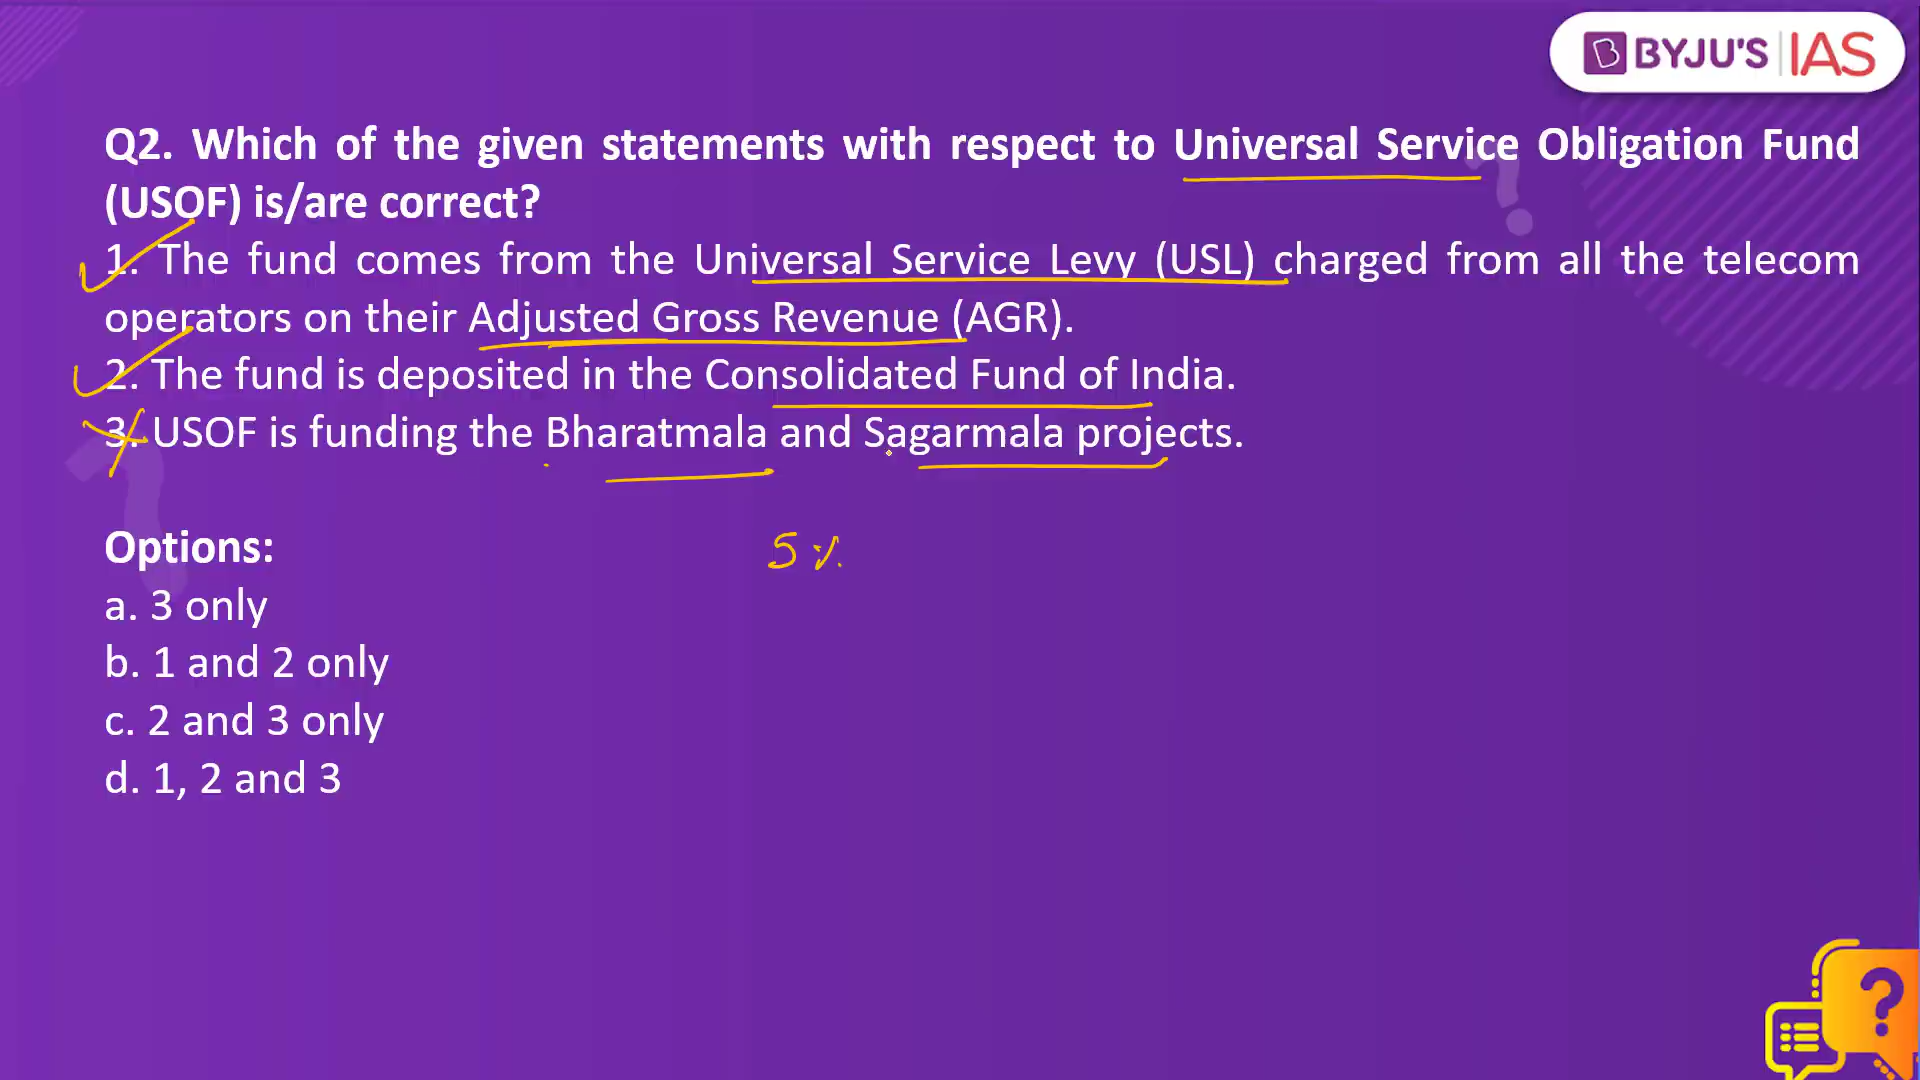 BYJU'S IAS
Q2. Which of the given statements with respect to Universal Service Obligation Fund
(USOF) is/are correct?
1. The fund comes from the Universal Service Levy (USL) charged from all the telecom
operators on their Adjusted Gross Revenue (AGR).
2. The fund is deposited in the Consolidated Fund of India.
3. USOF is funding the Bharatmala and Sagarmala projects.
Options:
5 %
a. 3 only
b. 1 and 2 only
c. 2 and 3 only
d. 1, 2 and 3